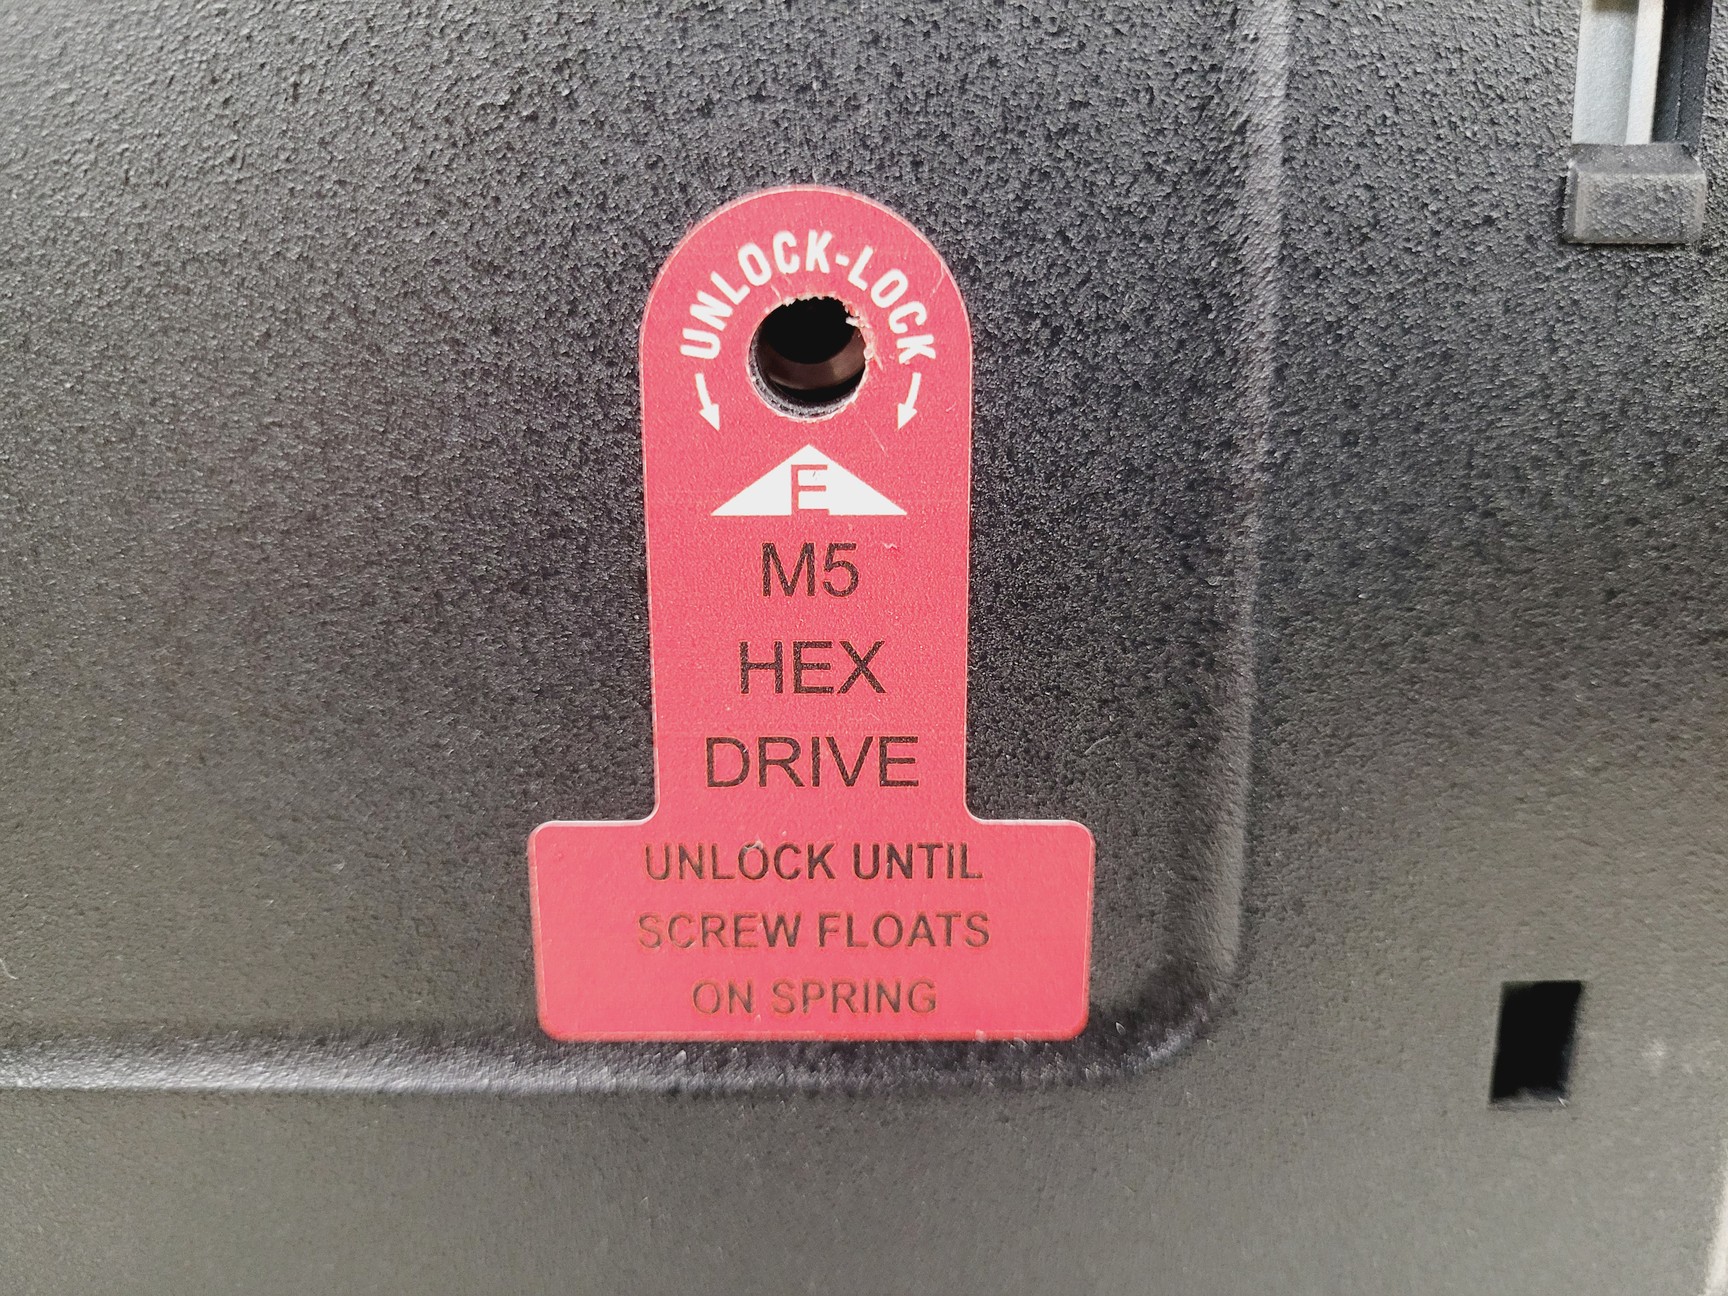 UNLOCK-LOCK
E
M5
HEX
DRIVE
UNLOCK UNTIL
SCREW FLOATS
ON SPRING